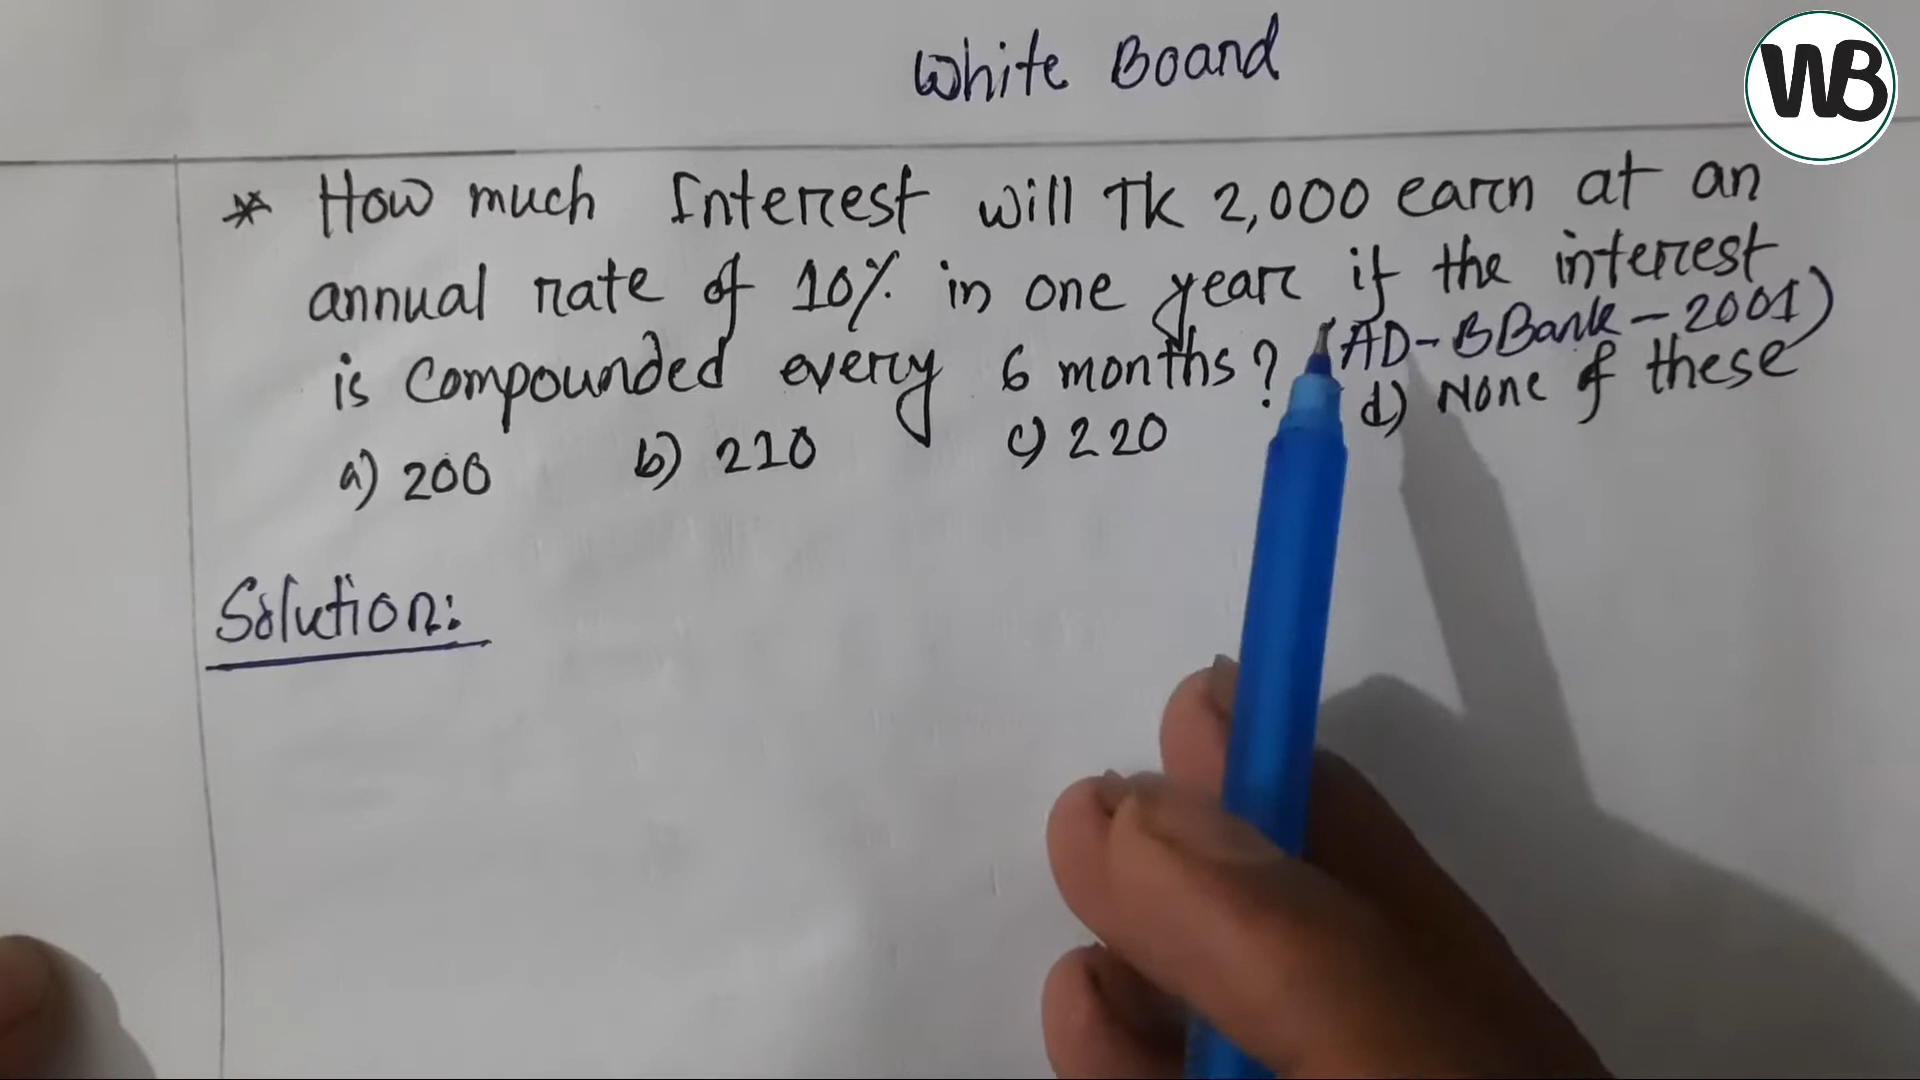 White Board
WB
* How much Interest will Tk 2,000 earn at an
annual rate of 10% in one year if the interest
is compounded every 6 months? (AD-BBank-2001)
a) 200 b) 210 c) 220 d) None of these
Solution: